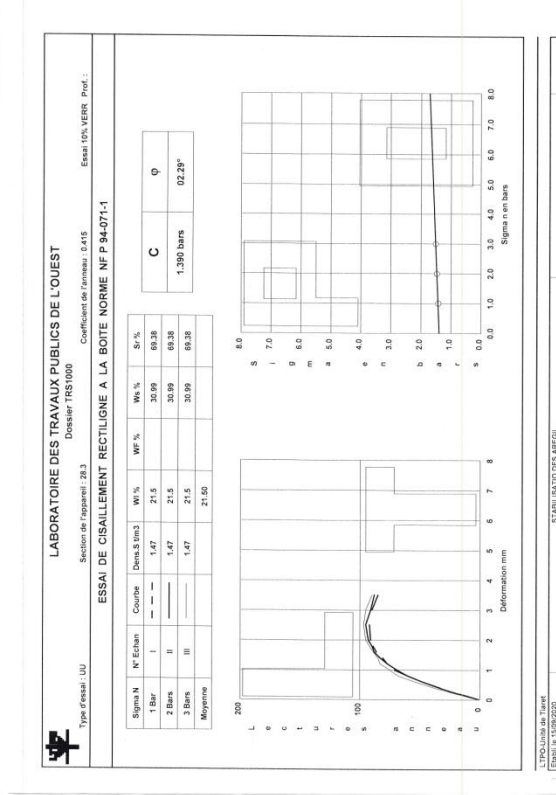 LABORATOIRE DES TRAVAUX PUBLICS DE L'OUEST
Dossier TRS1000
Type d'essai : UU Section de l'appareil : 28.3 Coefficient de l'anneau : 0.415 Essai 10% VERR Prof. :
ESSAI DE CISAILLEMENT RECTILIGNE A LA BOITE NORME NF P 94-071-1
Sigma N N° Echan Courbe Dens.S t/m3 WI % WF % Ws % Sr %
1 Bar I 1.47 21.5 30.99 69.38
2 Bars II 1.47 21.5 30.99 69.38
3 Bars III 1.47 21.5 30.99 69.38
Moyenne 21.50
C φ
1.390 bars 02.29°
Lecture anneau
200
100
0
0 1 2 3 4 5 6 7 8
Déformation mm
Sigma en bars
8.0
7.0
6.0
5.0
4.0
3.0
2.0
1.0
0.0
0.0 1.0 2.0 3.0 4.0 5.0 6.0 7.0 8.0
Sigma n en bars
LTPO-Unité de Tiaret
Etabli le 15/09/2020